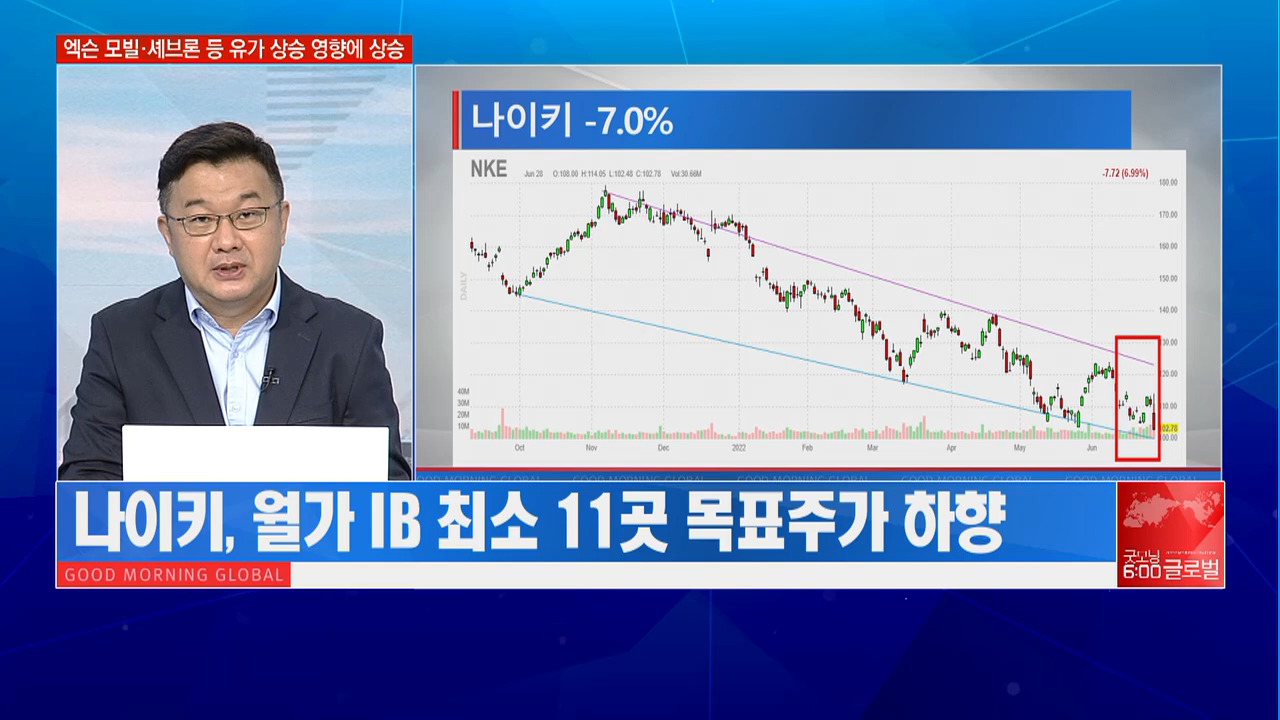 엑슨 모빌·셰브론 등 유가 상승 영향에 상승
나이키 -7.0%
NKE
Jun 28 O:108.00 H:114.05 L:102.48 C:102.78 Vol:30.66M
-7.72 (6.99%)
180.00
170.00
160.00
150.00
140.00
130.00
120.00
110.00
102.78
100.00
DAILY
40M
30M
20M
10M
Oct Nov Dec 2022 Feb Mar Apr May Jun
나이키, 월가 IB 최소 11곳 목표주가 하향
GOOD MORNING GLOBAL
굿모닝
6:00 글로벌